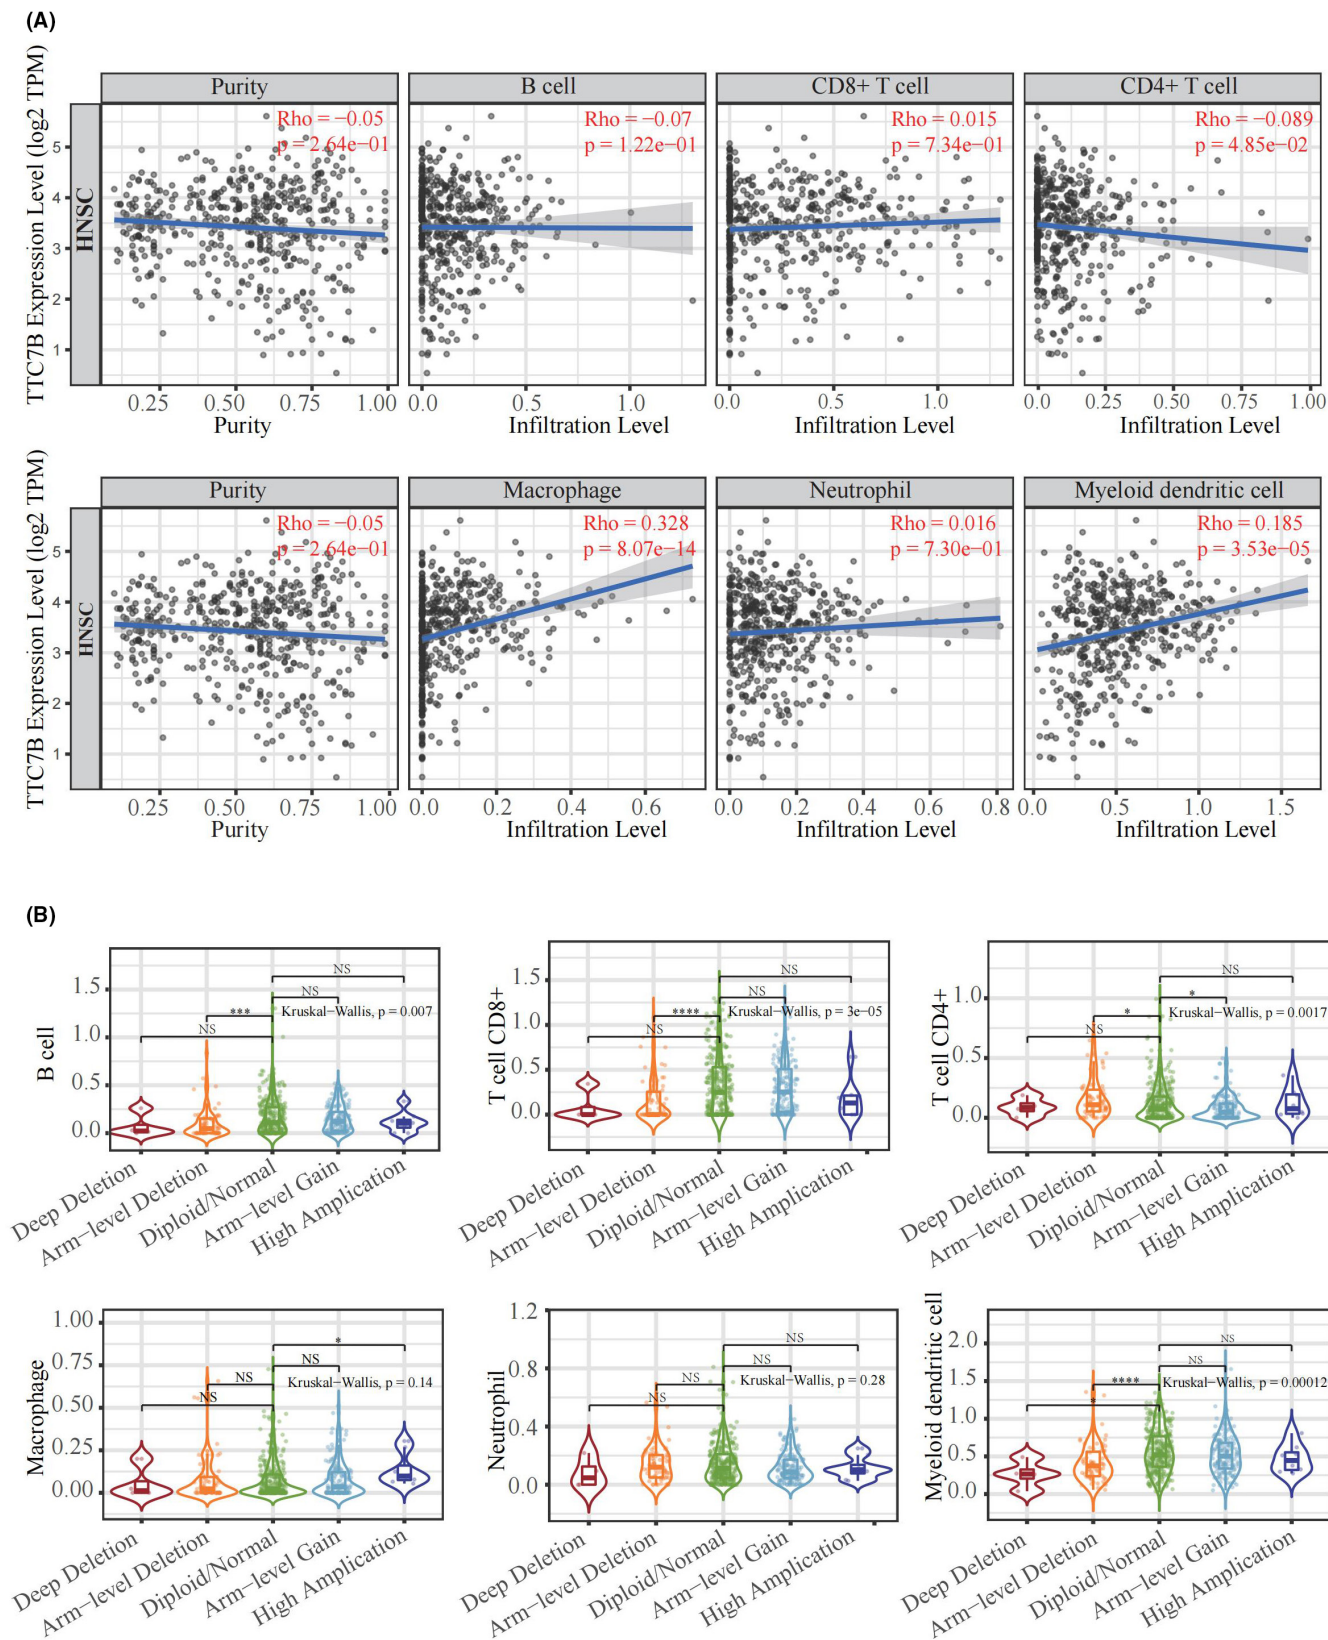 (A)
TTC7B Expression Level (log2 TPM)
HNSC
Purity
B cell
CD8+ T cell
CD4+ T cell
Rho = −0.05
p = 2.64e−01
Rho = −0.07
p = 1.22e−01
Rho = 0.015
p = 7.34e−01
Rho = −0.089
p = 4.85e−02
5
4
3
2
1
0.25 0.50 0.75 1.00
0.0 0.5 1.0
0.0 0.5 1.0
0.0 0.25 0.50 0.75 1.00
Purity
Infiltration Level
Infiltration Level
Infiltration Level
TTC7B Expression Level (log2 TPM)
HNSC
Purity
Macrophage
Neutrophil
Myeloid dendritic cell
Rho = −0.05
p = 2.64e−01
Rho = 0.328
p = 8.07e−14
Rho = 0.016
p = 7.30e−01
Rho = 0.185
p = 3.53e−05
5
4
3
2
1
0.25 0.50 0.75 1.00
0.0 0.2 0.4 0.6
0.0 0.2 0.4 0.6 0.8
0.0 0.5 1.0 1.5
Purity
Infiltration Level
Infiltration Level
Infiltration Level
(B)
B cell
1.5
1.0
0.5
0.0
NS
NS
***
Kruskal−Wallis, p = 0.007
NS
Deep Deletion
Arm−level Deletion
Diploid/Normal
Arm−level Gain
High Amplication
T cell CD8+
1.5
1.0
0.5
0.0
NS
NS
****
Kruskal−Wallis, p = 3e−05
NS
Deep Deletion
Arm−level Deletion
Diploid/Normal
Arm−level Gain
High Amplication
T cell CD4+
1.0
0.5
0.0
NS
*
*
Kruskal−Wallis, p = 0.0017
NS
Deep Deletion
Arm−level Deletion
Diploid/Normal
Arm−level Gain
High Amplication
Macrophage
1.00
0.75
0.50
0.25
0.00
*
NS
NS
Kruskal−Wallis, p = 0.14
NS
Deep Deletion
Arm−level Deletion
Diploid/Normal
Arm−level Gain
High Amplication
Neutrophil
1.2
0.8
0.4
0.0
NS
NS
NS
Kruskal−Wallis, p = 0.28
NS
Deep Deletion
Arm−level Deletion
Diploid/Normal
Arm−level Gain
High Amplication
Myeloid dendritic cell
2.0
1.5
1.0
0.5
0.0
NS
NS
****
Kruskal−Wallis, p = 0.00012
*
Deep Deletion
Arm−level Deletion
Diploid/Normal
Arm−level Gain
High Amplication